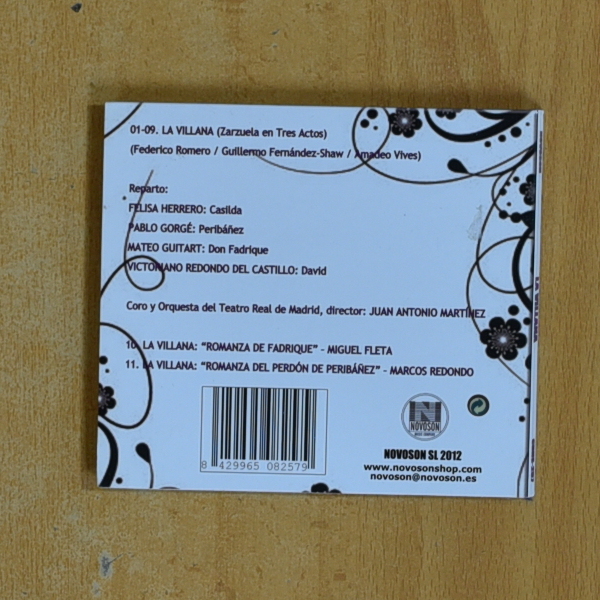 01-09. LA VILLANA (Zarzuela en Tres Actos)
(Federico Romero / Guillermo Fernández-Shaw / Amadeo Vives)
Reparto:
FELISA HERRERO: Casilda
PABLO GORGÉ: Peribáñez
MATEO GUITART: Don Fadrique
VICTORIANO REDONDO DEL CASTILLO: David
Coro y Orquesta del Teatro Real de Madrid, director: JUAN ANTONIO MARTÍNEZ
10. LA VILLANA: “ROMANZA DE FADRIQUE” - MIGUEL FLETA
11. LA VILLANA: “ROMANZA DEL PERDÓN DE PERIBÁÑEZ” - MARCOS REDONDO
8 429965 082579
N
NOVOSON
NOVOSON SL 2012
www.novosonshop.com
novoson@novoson.es
LA VILLANA